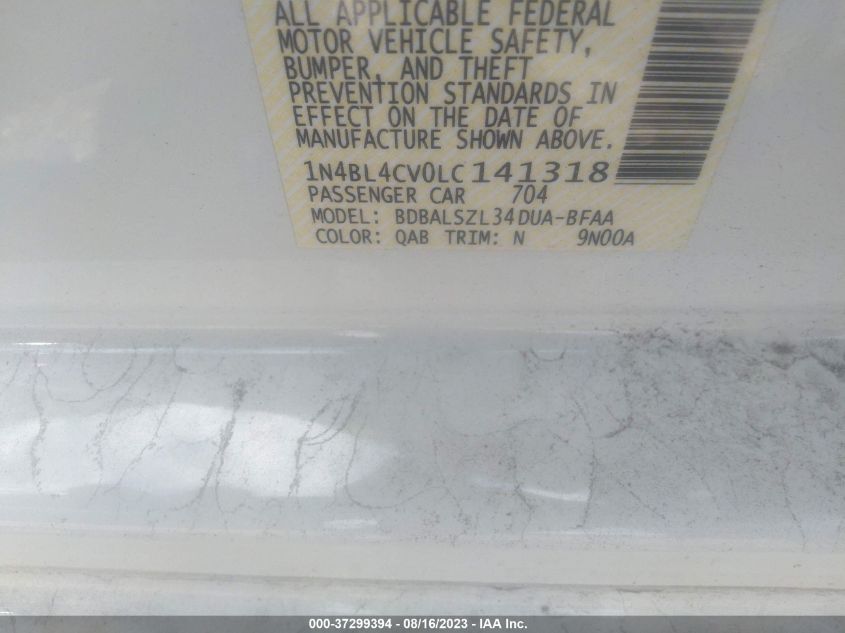 ALL APPLICABLE FEDERAL
MOTOR VEHICLE SAFETY,
BUMPER, AND THEFT
PREVENTION STANDARDS IN
EFFECT ON THE DATE OF
MANUFACTURE SHOWN ABOVE.
1N4BL4CV0LC141318
PASSENGER CAR 704
MODEL: BDBALSZL34DUA-BFAA
COLOR: QAB TRIM: N 9N00A
000-37299394 - 08/16/2023 - IAA Inc.